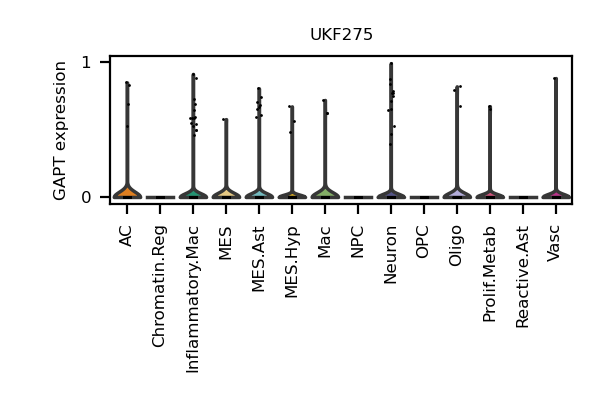 UKF275
1
GAPT expression
0
AC
Chromatin.Reg
Inflammatory.Mac
MES
MES.Ast
MES.Hyp
Mac
NPC
Neuron
OPC
Oligo
Prolif.Metab
Reactive.Ast
Vasc